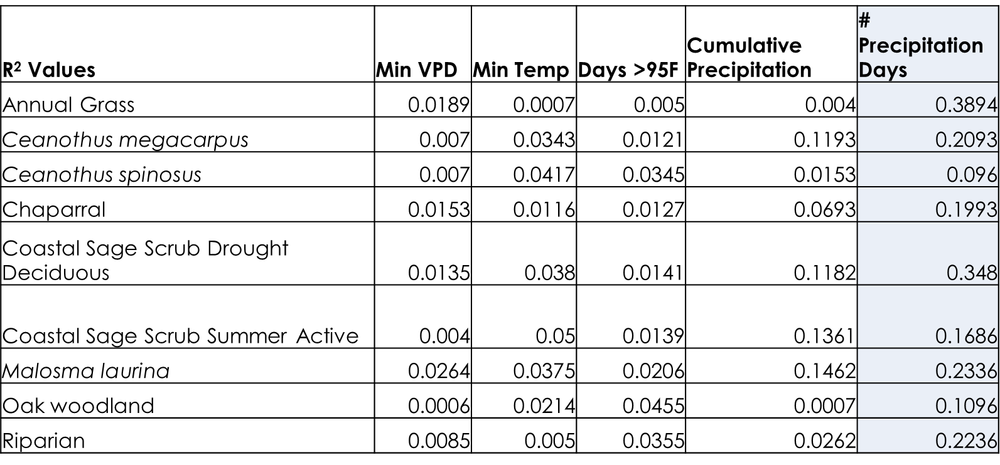 R² Values Min VPD Min Temp Days >95F Cumulative Precipitation # Precipitation Days
Annual Grass 0.0189 0.0007 0.005 0.004 0.3894
Ceanothus megacarpus 0.007 0.0343 0.0121 0.1193 0.2093
Ceanothus spinosus 0.007 0.0417 0.0345 0.0153 0.096
Chaparral 0.0153 0.0116 0.0127 0.0693 0.1993
Coastal Sage Scrub Drought
Deciduous 0.0135 0.038 0.0141 0.1182 0.348
Coastal Sage Scrub Summer Active 0.004 0.05 0.0139 0.1361 0.1686
Malosma laurina 0.0264 0.0375 0.0206 0.1462 0.2336
Oak woodland 0.0006 0.0214 0.0455 0.0007 0.1096
Riparian 0.0085 0.005 0.0355 0.0262 0.2236